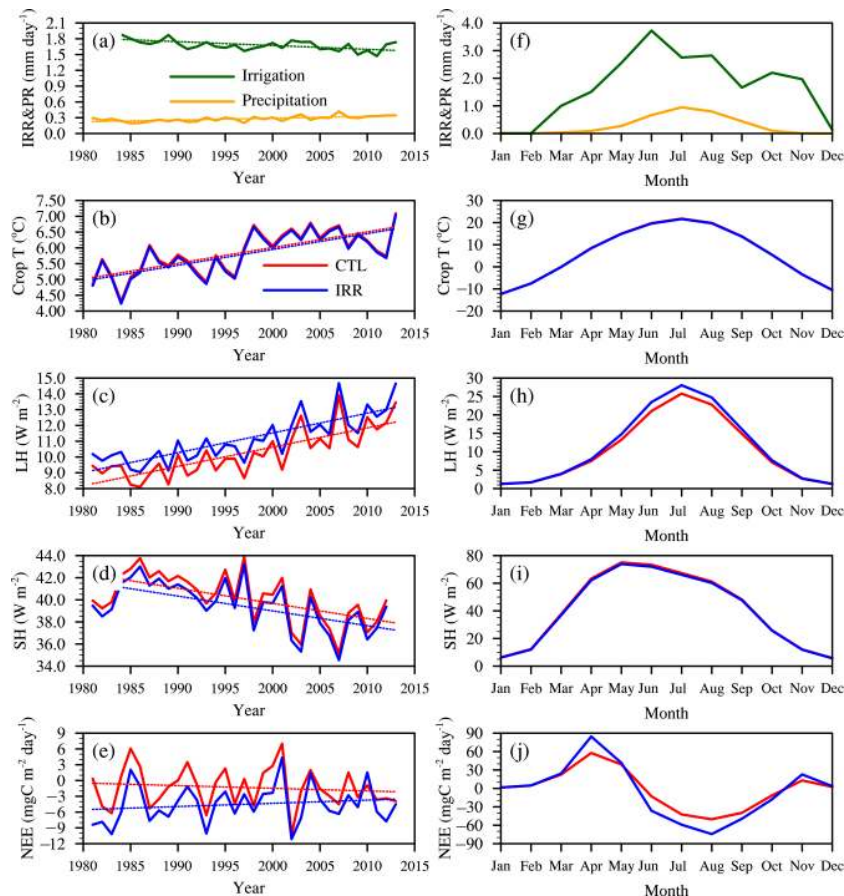 IRR&PR (mm day⁻¹)
2.1
1.8
1.5
1.2
0.9
0.6
0.3
0.0
(a)
Irrigation
Precipitation
1980 1985 1990 1995 2000 2005 2010 2015
Year
IRR&PR (mm day⁻¹)
4.0
3.0
2.0
1.0
0.0
(f)
Jan Feb Mar Apr May Jun Jul Aug Sep Oct Nov Dec
Month
Crop T (°C)
7.50
7.00
6.50
6.00
5.50
5.00
4.50
4.00
(b)
CTL
IRR
1980 1985 1990 1995 2000 2005 2010 2015
Year
Crop T (°C)
30
20
10
0
−10
−20
(g)
Jan Feb Mar Apr May Jun Jul Aug Sep Oct Nov Dec
Month
LH (W m⁻²)
15.0
14.0
13.0
12.0
11.0
10.0
9.0
8.0
(c)
1980 1985 1990 1995 2000 2005 2010 2015
Year
LH (W m⁻²)
30
25
20
15
10
5
0
(h)
Jan Feb Mar Apr May Jun Jul Aug Sep Oct Nov Dec
Month
SH (W m⁻²)
44.0
42.0
40.0
38.0
36.0
34.0
(d)
1980 1985 1990 1995 2000 2005 2010 2015
Year
SH (W m⁻²)
80
60
40
20
0
(i)
Jan Feb Mar Apr May Jun Jul Aug Sep Oct Nov Dec
Month
NEE (mgC m⁻² day⁻¹)
9
6
3
0
−3
−6
−9
−12
(e)
1980 1985 1990 1995 2000 2005 2010 2015
Year
NEE (mgC m⁻² day⁻¹)
90
60
30
0
−30
−60
−90
(j)
Jan Feb Mar Apr May Jun Jul Aug Sep Oct Nov Dec
Month